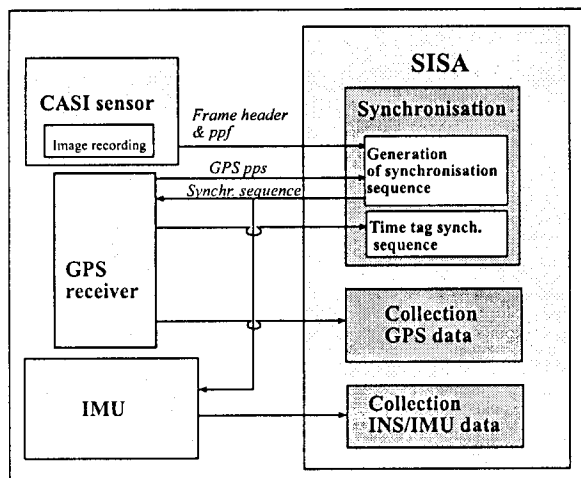 SISA
CASI sensor
Image recording
Frame header
& ppf
Synchronisation
Generation
of synchronisation
sequence
GPS pps
Synchr. sequence
Time tag synch.
sequence
GPS
receiver
Collection
GPS data
IMU
Collection
INS/IMU data